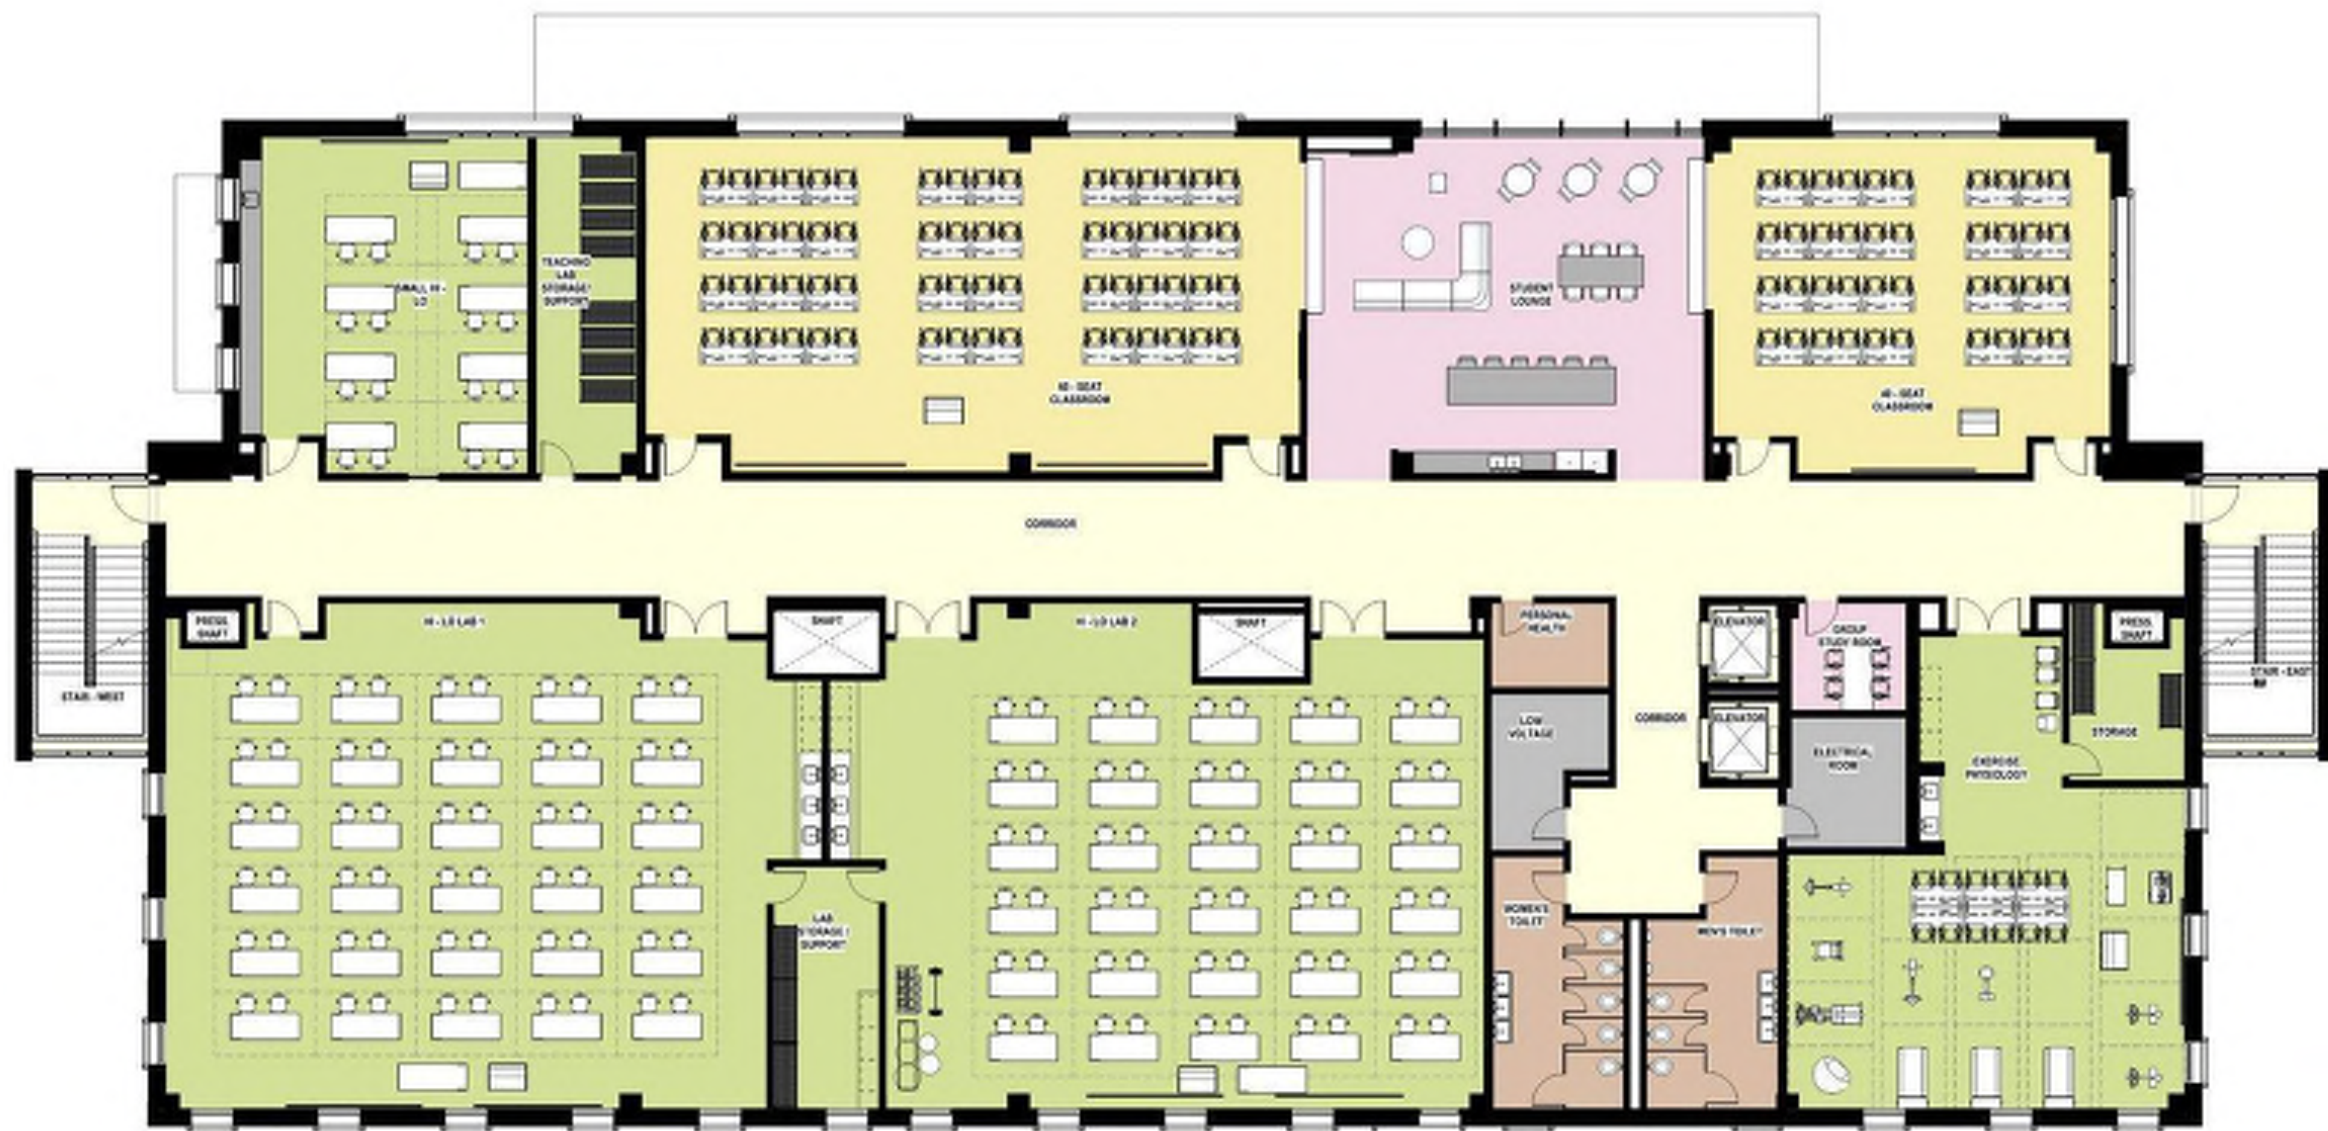 TEACHING
LAB
STORAGE/
SUPPORT
SMALL HI -
LO
STUDENT
LOUNGE
- SEAT
CLASSROOM
40 - SEAT
CLASSROOM
CORRIDOR
PRESS.
SHAFT
HI - LO LAB 1
SHAFT
HI - LO LAB 2
SHAFT
PERSONAL
HEALTH
ELEVATOR
GROUP
STUDY ROOM
PRESS.
SHAFT
STAIR - WEST
STAIR - EAST
LOW
VOLTAGE
CORRIDOR
ELEVATOR
STORAGE
ELECTRICAL
ROOM
EXERCISE
PHYSIOLOGY
LAB
STORAGE /
SUPPORT
WOMEN'S
TOILET
MEN'S TOILET